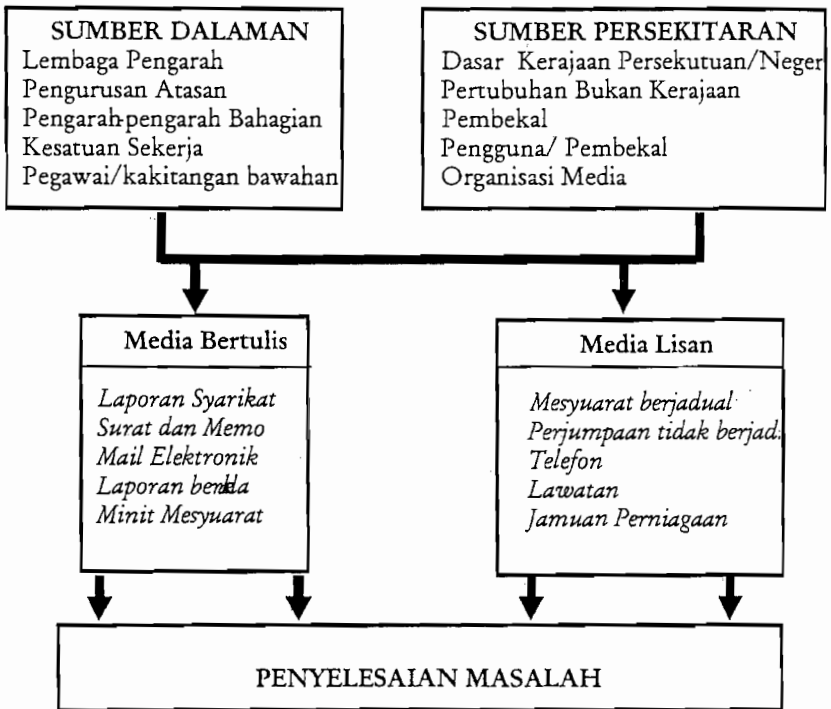 SUMBER DALAMAN
Lembaga Pengarah
Pengurusan Atasan
Pengarah-pengarah Bahagian
Kesatuan Sekerja
Pegawai/kakitangan bawahan
SUMBER PERSEKITARAN
Dasar Kerajaan Persekutuan/Neger
Pertubuhan Bukan Kerajaan
Pembekal
Pengguna/ Pembekal
Organisasi Media
Media Bertulis
Laporan Syarikat
Surat dan Memo
Mail Elektronik
Laporan
Minit Mesyuarat
Media Lisan
Mesyuarat berjadual
Perjumpaan tidak berjad
Telefon
Lawatan
Jamuan Perniagaan
PENYELESAIAN MASALAH